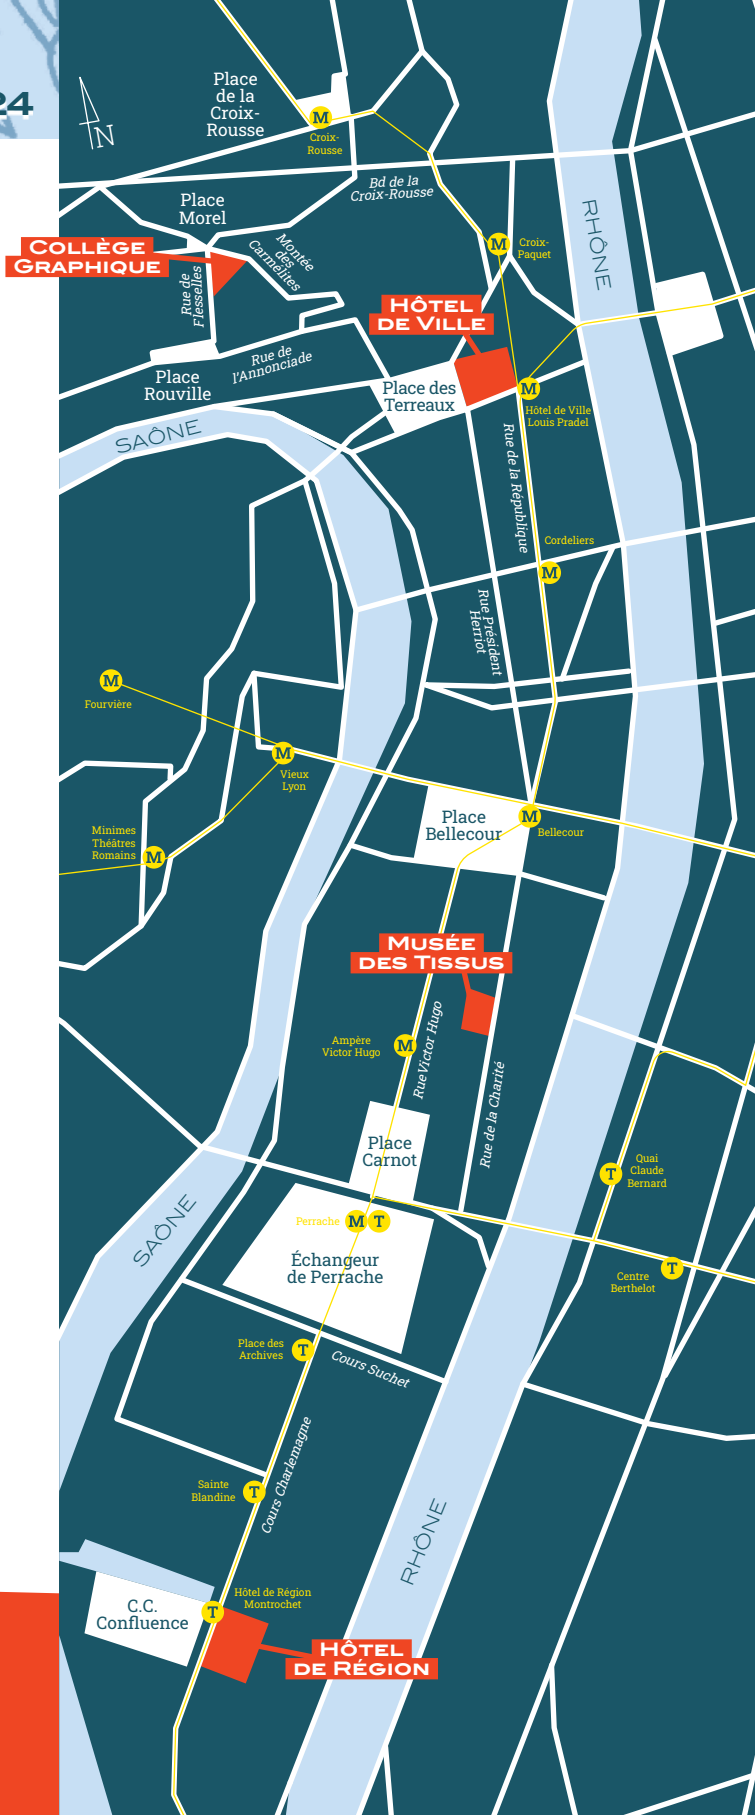 24
N
Place
de la
Croix-
Rousse
M
Croix-
Rousse
Bd de la
Croix-Rousse
RHÔNE
Place
Morel
COLLÈGE
GRAPHIQUE
Montée
des
Carmélites
Rue de
Flesselles
M
Croix-
Paquet
HÔTEL
DE VILLE
Rue de
l'Annonciade
Place
Rouville
Place des
Terreaux
M
Hôtel de Ville
Louis Pradel
SAÔNE
Rue de la République
Cordeliers
M
Rue Président
Herriot
M
Fourvière
M
Vieux
Lyon
Minimes
Théâtres
Romains
M
Place
Bellecour
M
Bellecour
MUSÉE
DES TISSUS
Ampère
Victor Hugo
M
RueVictor Hugo
Rue de la Charité
Place
Carnot
T
Quai
Claude
Bernard
SAÔNE
Perrache
M
T
Échangeur
de Perrache
T
Centre
Berthelot
Place des
Archives
T
Cours Suchet
Cours Charlemagne
Sainte
Blandine
T
RHÔNE
Hôtel de Région
Montrochet
T
C.C.
Confluence
HÔTEL
DE RÉGION